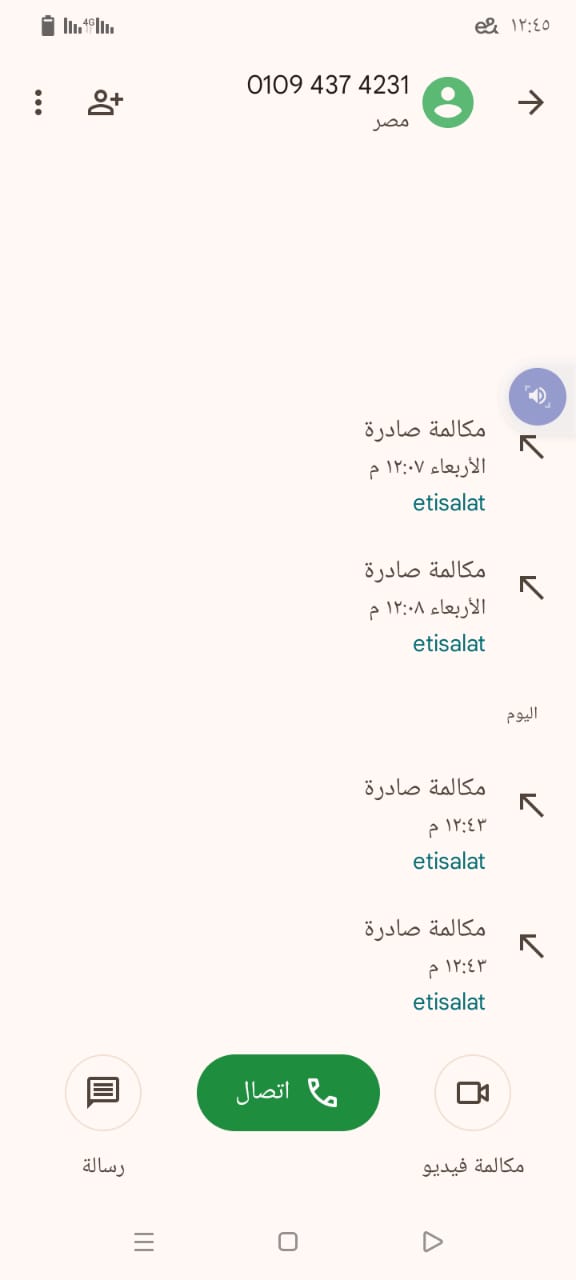 ١٢:٤٥ e& 4G
0109 437 4231
مصر
مكالمة صادرة
الأربعاء ١٢:٠٧ م
etisalat
مكالمة صادرة
الأربعاء ١٢:٠٨ م
etisalat
اليوم
مكالمة صادرة
١٢:٤٣ م
etisalat
مكالمة صادرة
١٢:٤٣ م
etisalat
اتصال
مكالمة فيديو
رسالة